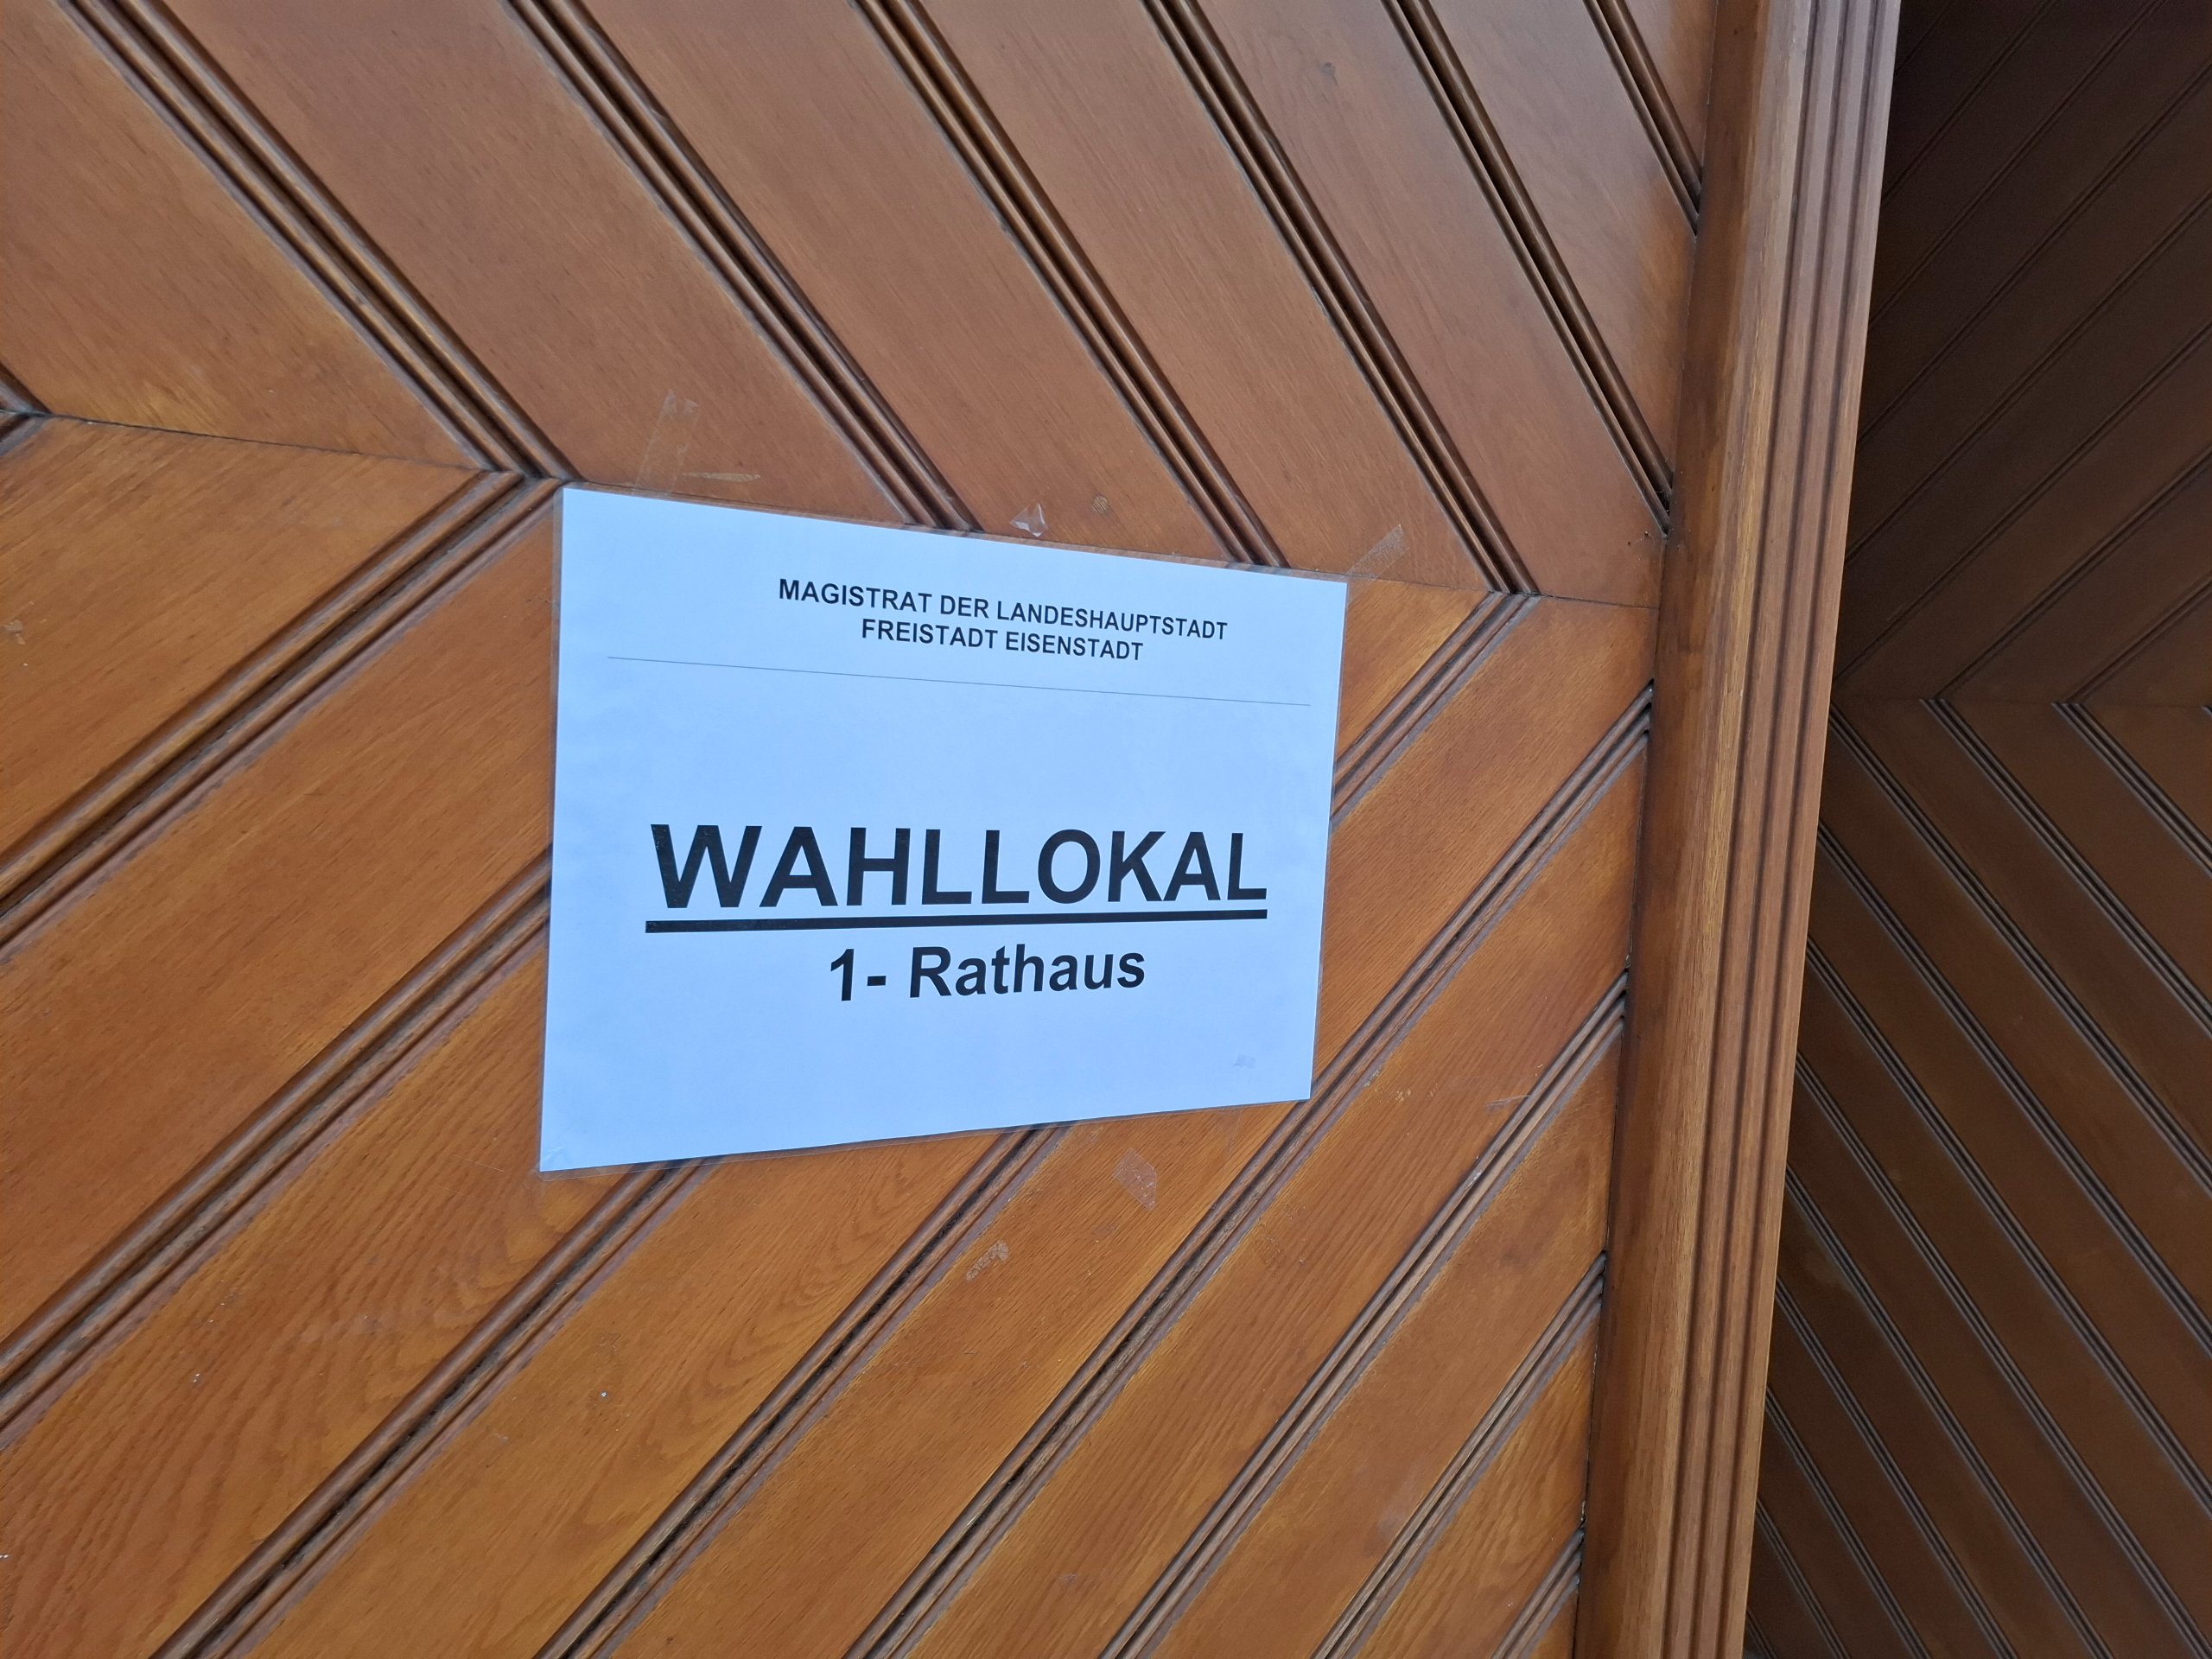 MAGISTRAT DER LANDESHAUPTSTADT
FREISTADT EISENSTADT
WAHLLOKAL
1- Rathaus